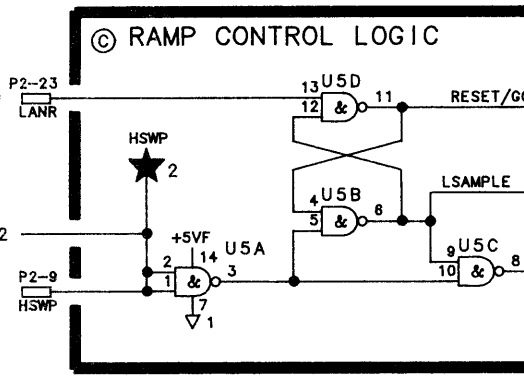 © RAMP CONTROL LOGIC
P2-23
LANR
13
12
U5D
&
11
RESET/GO
HSWP
2
4
5
U5B
&
6
LSAMPLE
2
+5VF
U5A
14
2
1
&
3
7
1
P2-9
HSWP
9
10
U5C
&
8